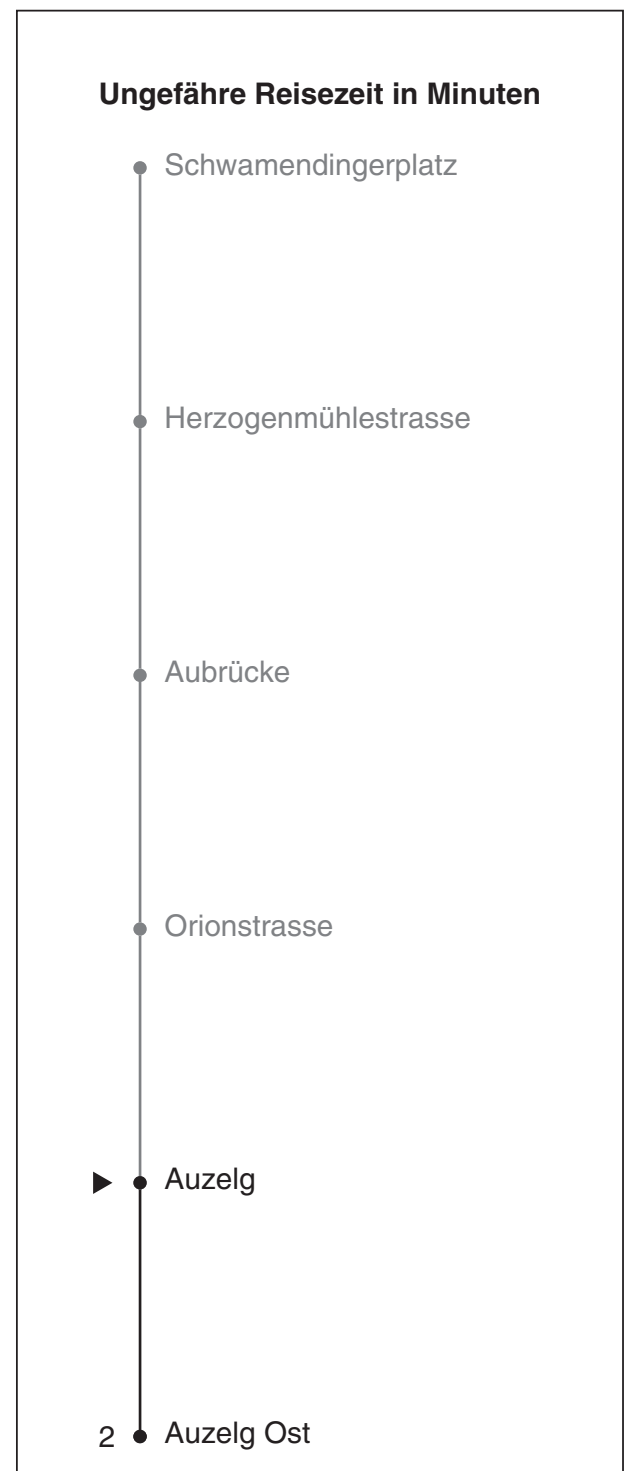 Ungefähre Reisezeit in Minuten
Schwamendingerplatz
Herzogenmühlestrasse
Aubrücke
Orionstrasse
Auzelg
2 Auzelg Ost